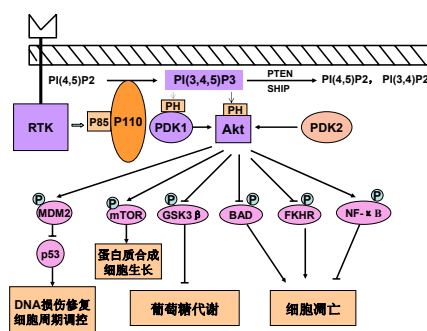 PI(4,5)P2
PI(3,4,5)P3
PTEN
SHIP
PI(4,5)P2, PI(3,4)P2
RTK
P85
P110
PH
PDK1
PH
Akt
PDK2
P
MDM2
P
mTOR
P
GSK3β
P
BAD
P
FKHR
P
NF-κB
p53
蛋白质合成
细胞生长
DNA损伤修复
细胞周期调控
葡萄糖代谢
细胞凋亡